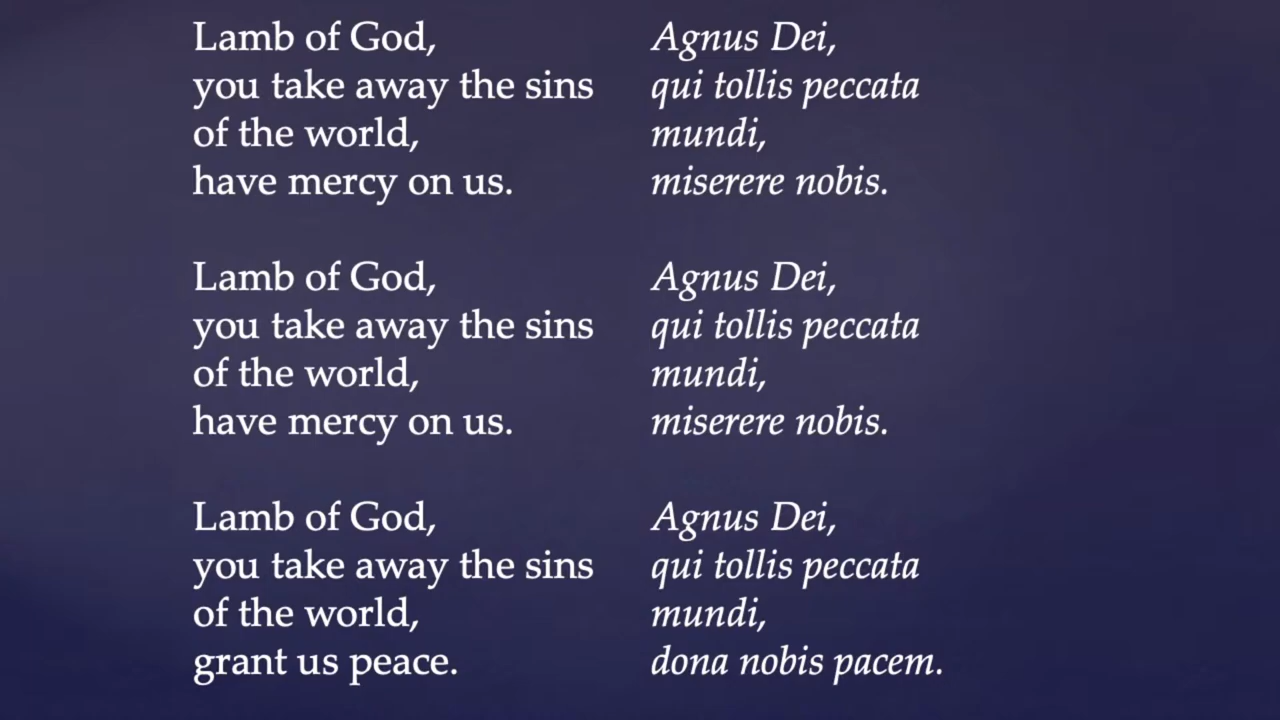 Lamb of God,
you take away the sins
of the world,
have mercy on us.
Lamb of God,
you take away the sins
of the world,
have mercy on us.
Lamb of God,
you take away the sins
of the world,
grant us peace.
Agnus Dei,
qui tollis peccata
mundi,
miserere nobis.
Agnus Dei,
qui tollis peccata
mundi,
miserere nobis.
Agnus Dei,
qui tollis peccata
mundi,
dona nobis pacem.